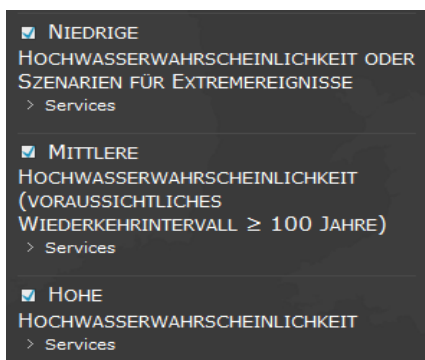 Niedrige
Hochwasserwahrscheinlichkeit oder
Szenarien für Extremereignisse
> Services
Mittlere
Hochwasserwahrscheinlichkeit
(voraussichtliches
Wiederkehrintervall ≥ 100 Jahre)
> Services
Hohe
Hochwasserwahrscheinlichkeit
> Services